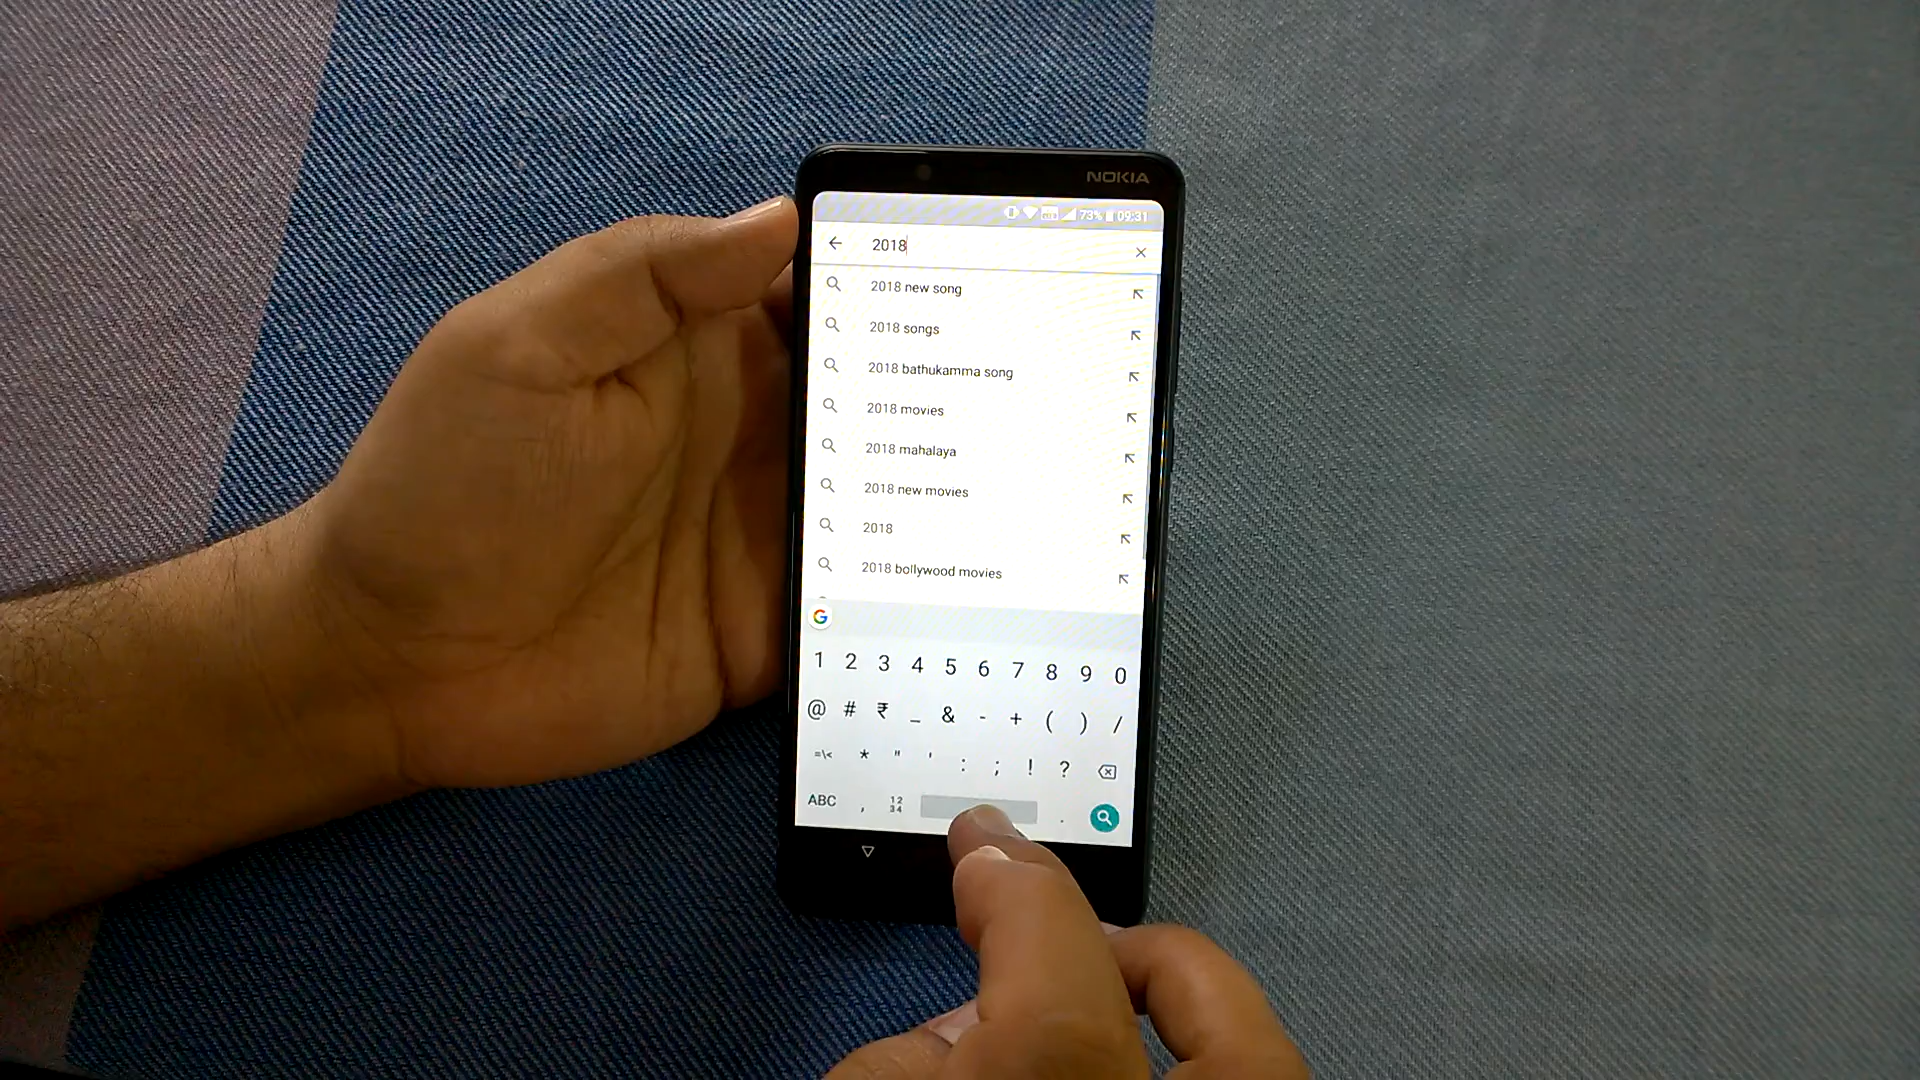 NOKIA
73% 09:31
2018
2018 new song
2018 songs
2018 bathukamma song
2018 movies
2018 mahalaya
2018 new movies
2018
2018 bollywood movies
G
1 2 3 4 5 6 7 8 9 0
@ # ₹ _ & - + ( ) /
=\< * " ' : ; ! ?
ABC , 12 34 .